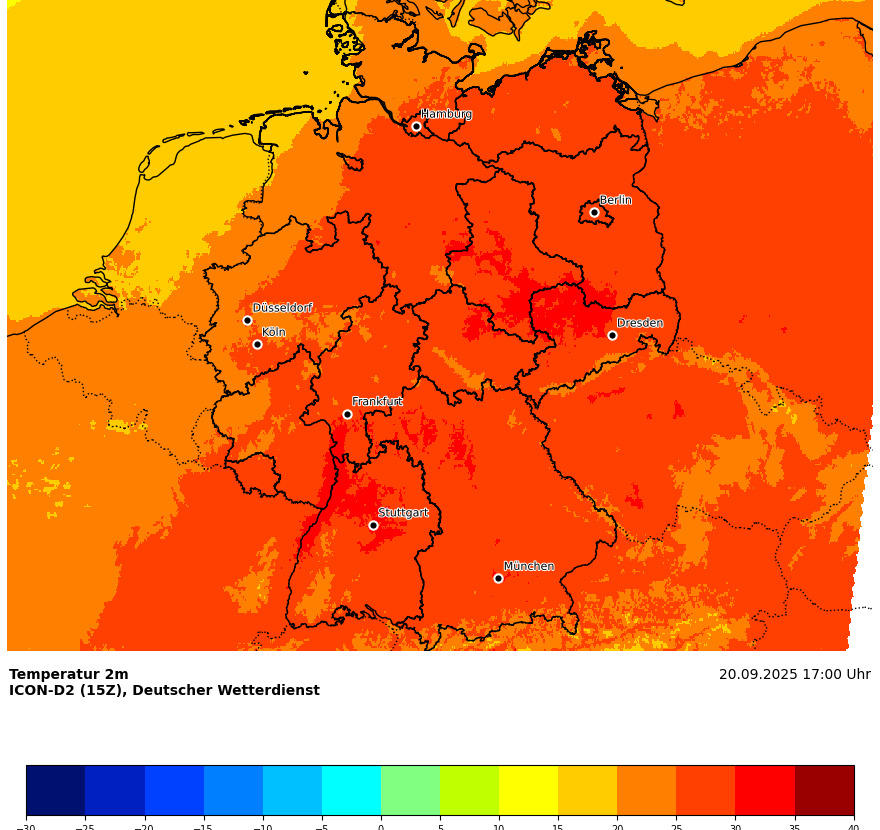 Hamburg
Berlin
Düsseldorf
Köln
Dresden
Frankfurt
Stuttgart
München
Temperatur 2m
20.09.2025 17:00 Uhr
ICON-D2 (15Z), Deutscher Wetterdienst
−30 −25 −20 −15 −10 −5 0 5 10 15 20 25 30 35 40